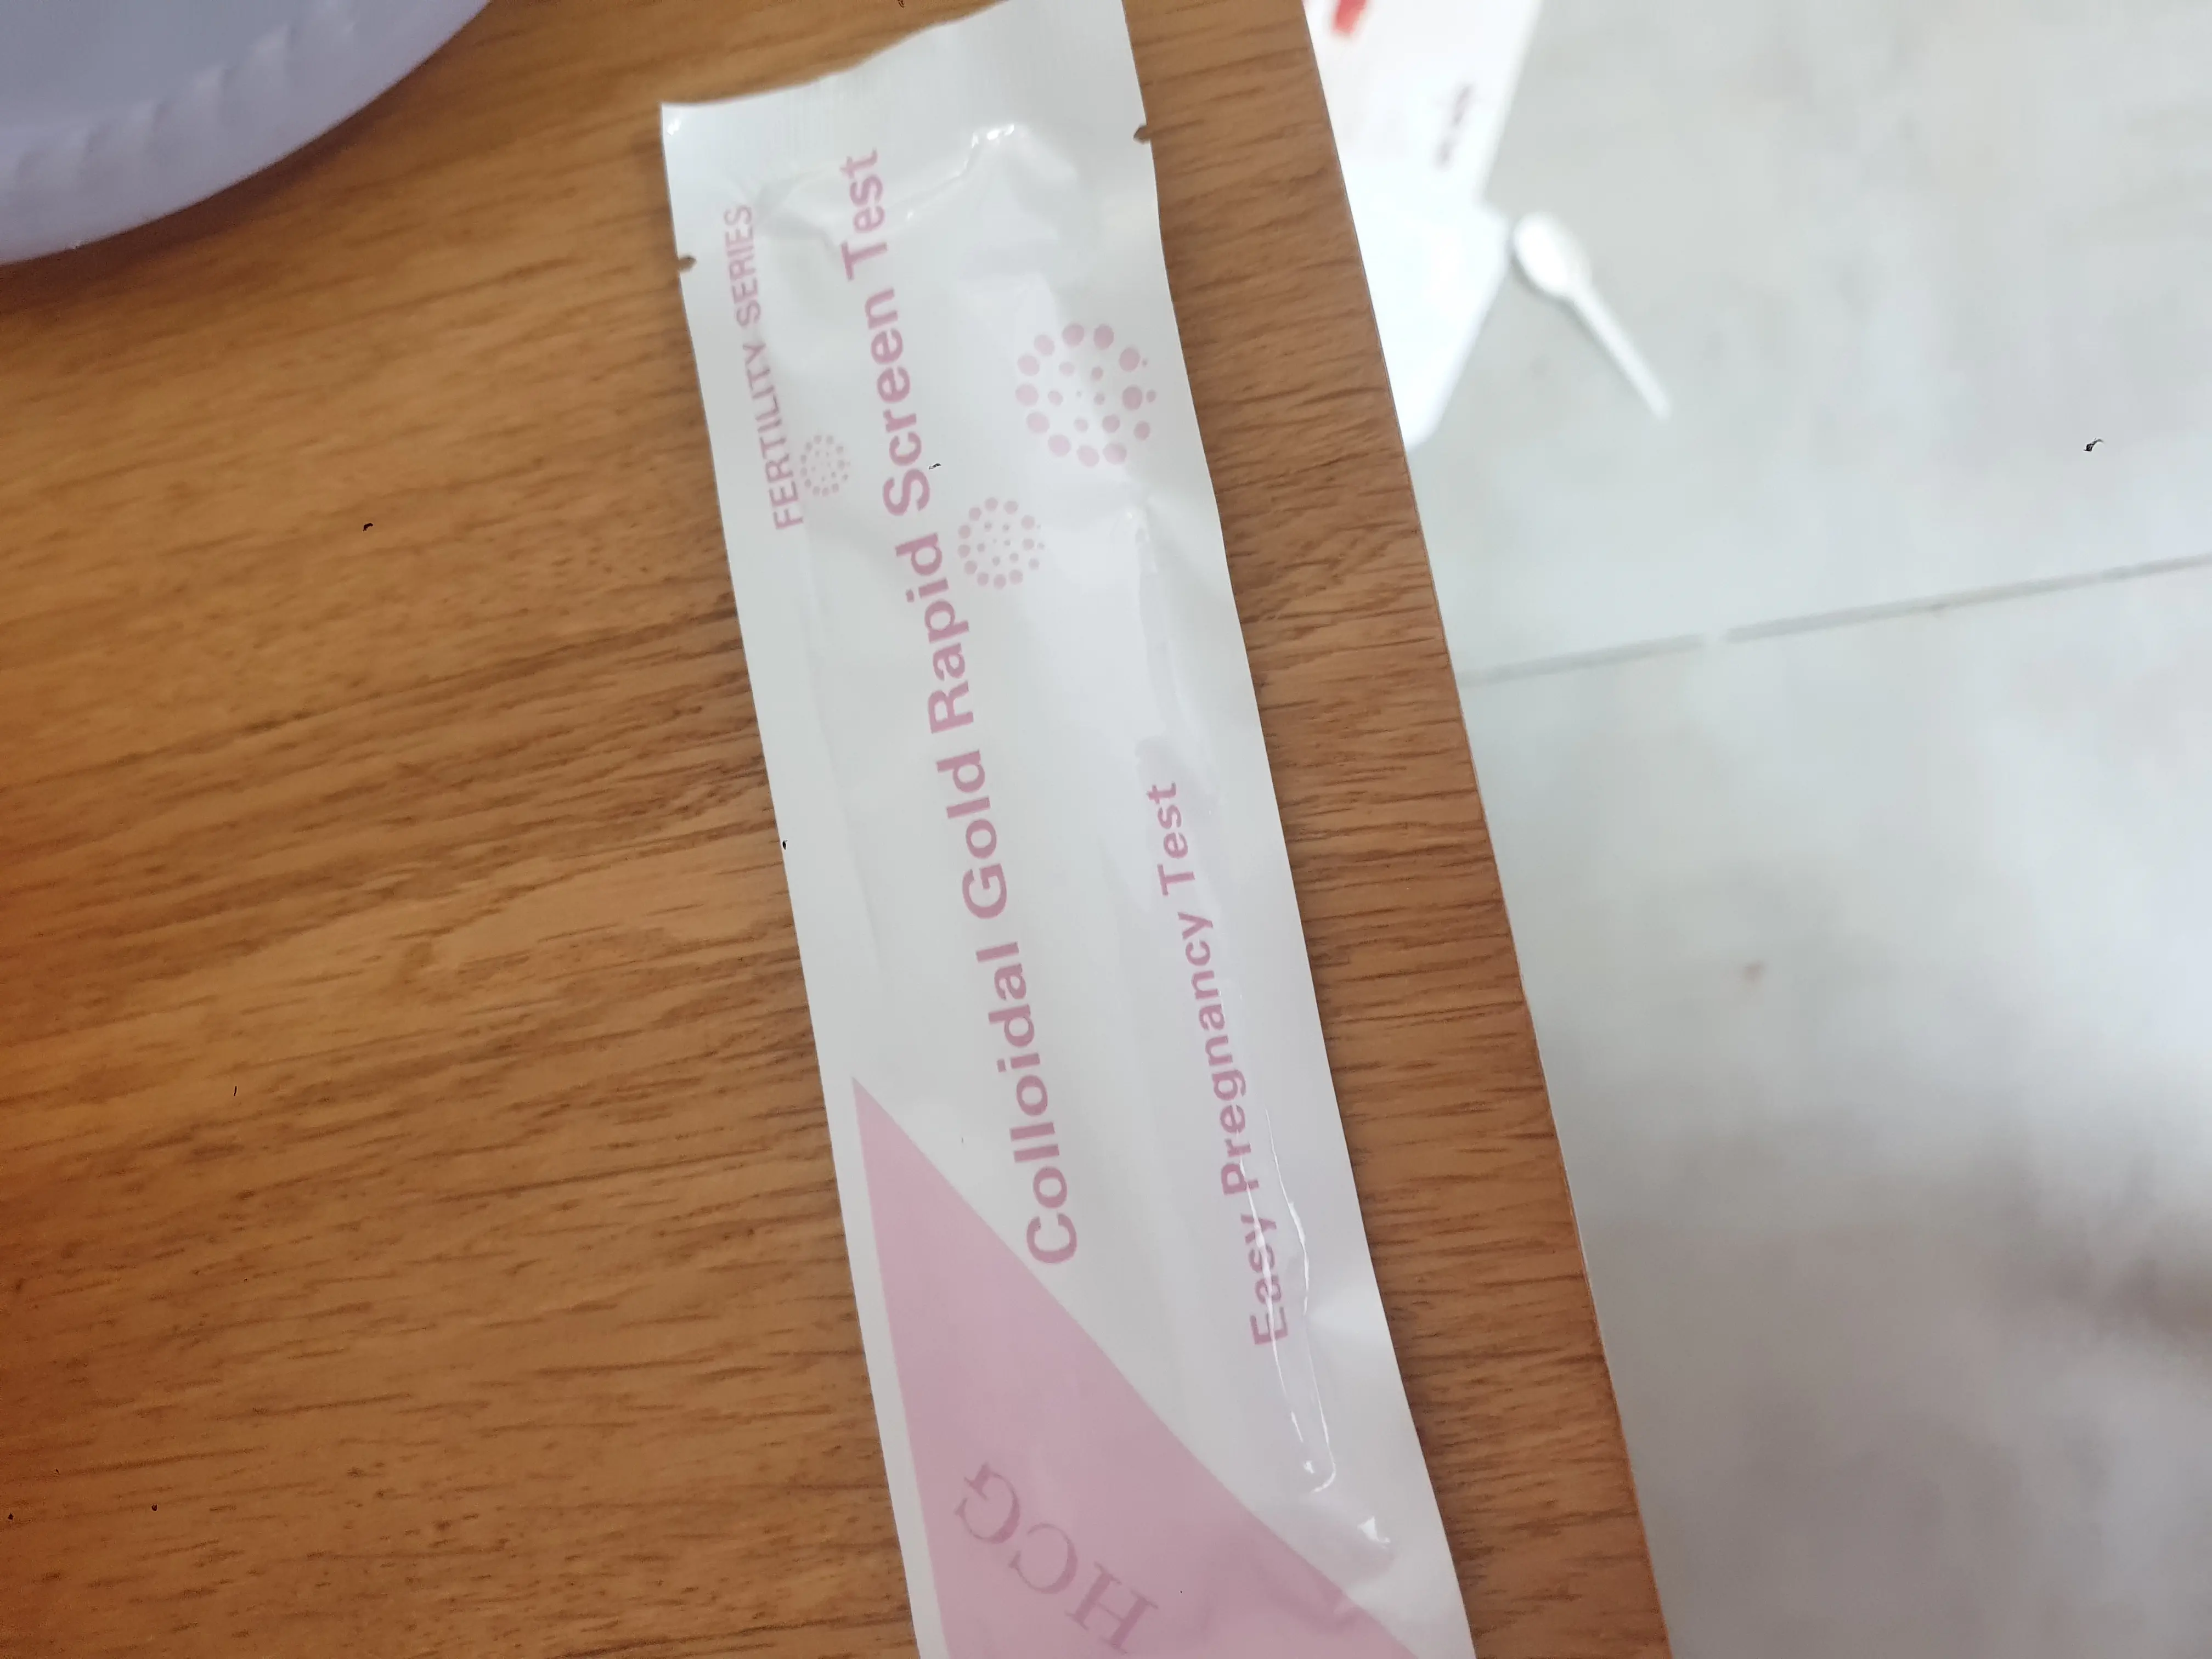 FERTILITY SERIES
Colloidal Gold Rapid Screen Test
Easy Pregnancy Test
HCG